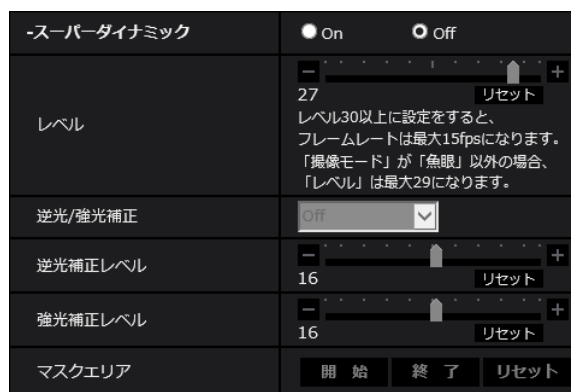 -スーパーダイナミック
On Off
レベル
27 リセット
レベル30以上に設定をすると、
フレームレートは最大15fpsになります。
「撮像モード」が「魚眼」以外の場合、
「レベル」は最大29になります。
逆光/強光補正
Off
逆光補正レベル
16 リセット
強光補正レベル
16 リセット
マスクエリア
開 始 終 了 リセット